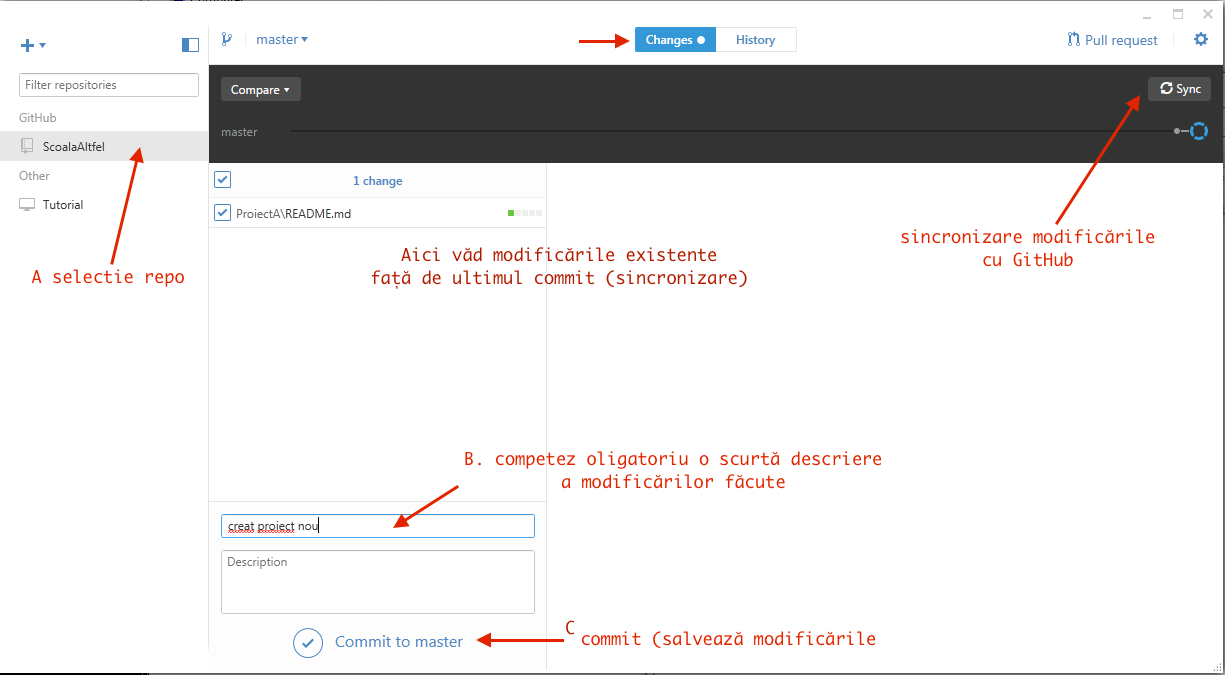 master
Changes
History
Pull request
Filter repositories
Compare
Sync
GitHub
master
ScoalaAltfel
Other
1 change
Tutorial
ProiectA\README.md
sincronizare modificările
cu GitHub
Aici văd modificările existente
față de ultimul commit (sincronizare)
A selectie repo
B. competez oligatoriu o scurtă descriere
a modificărilor făcute
creat proiect nou
Description
C
commit (salvează modificările
Commit to master